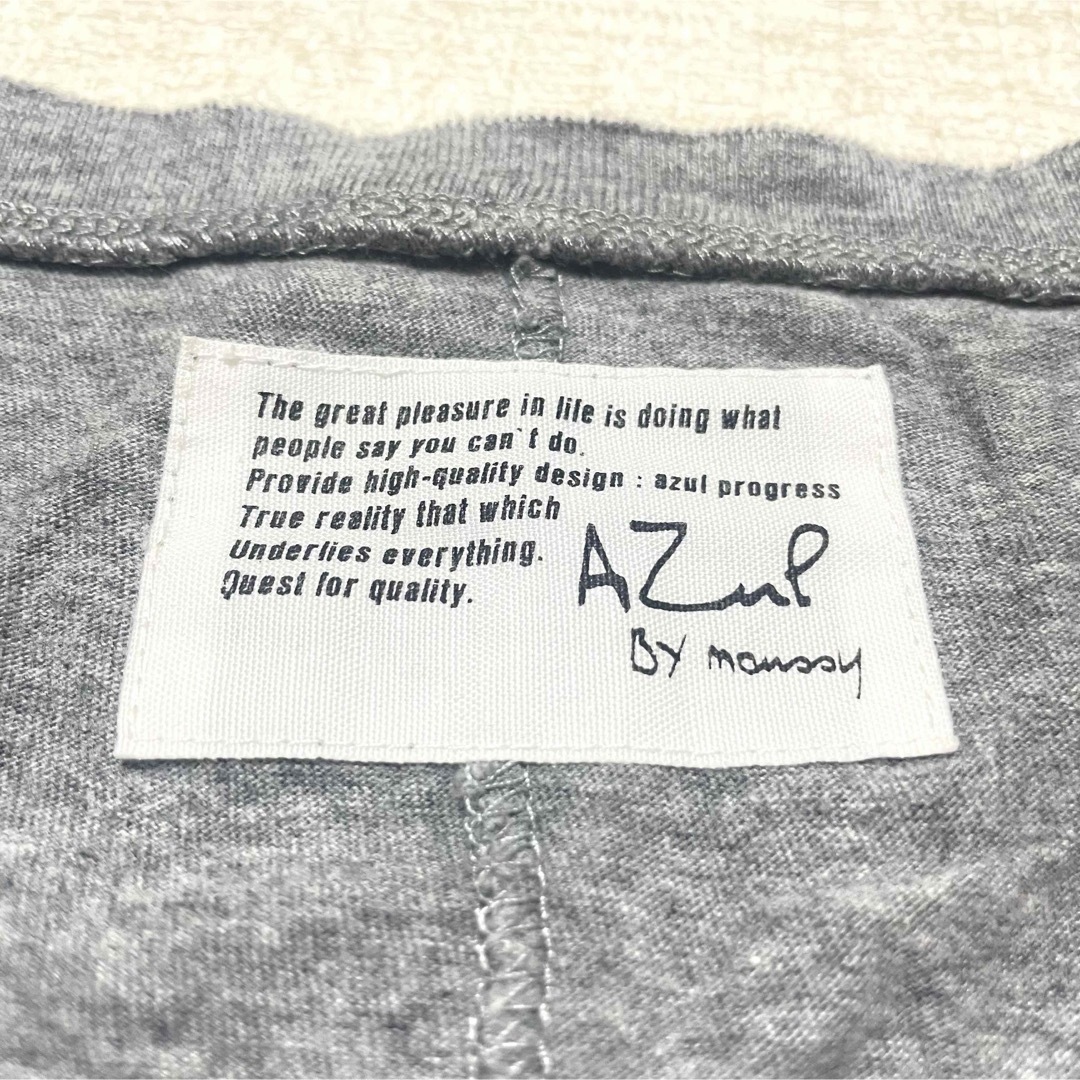 The great pleasure in life is doing what
people say you can`t do.
Provide high-quality design : azul progress
True reality that which
Underlies everything.
Quest for quality.
AZUL
BY moussy